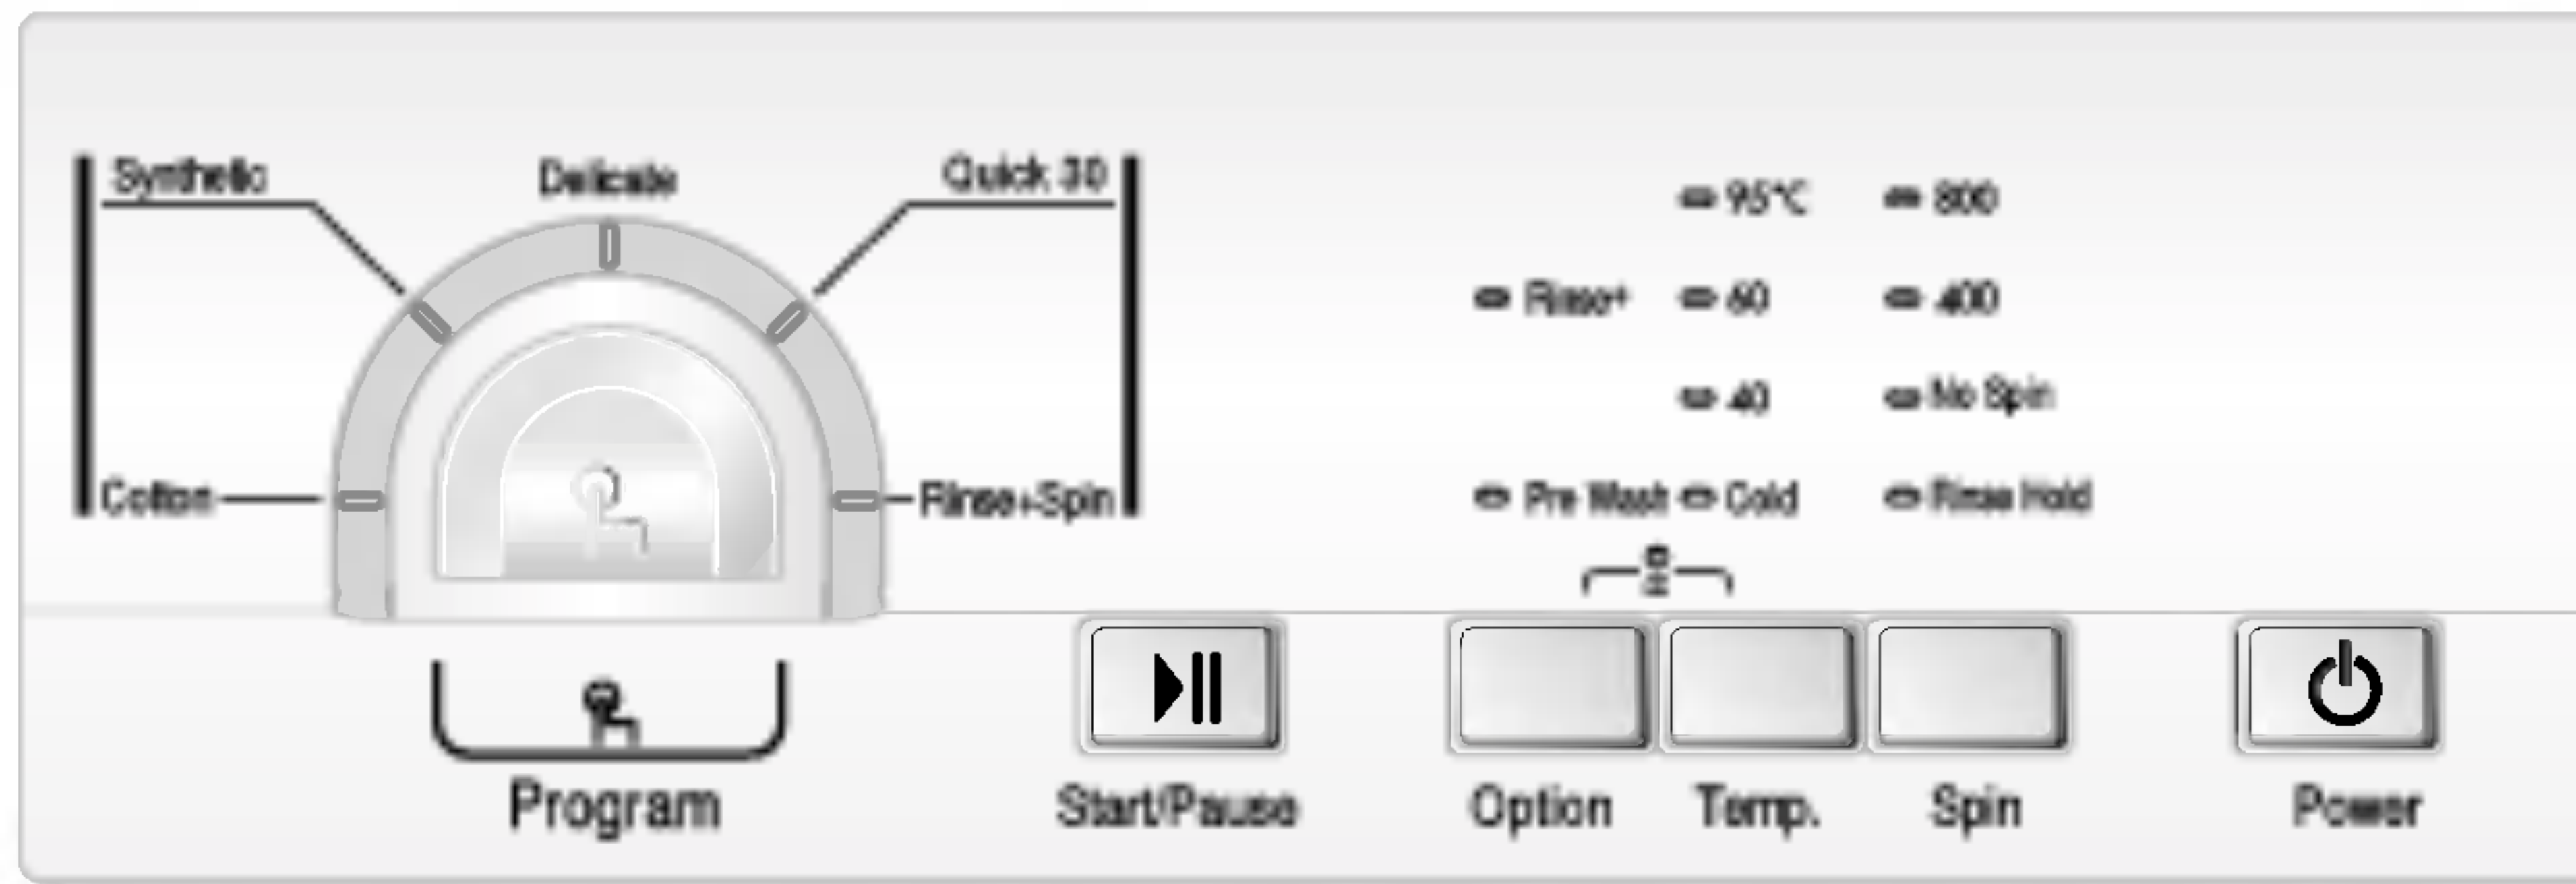 Synthetic
Delicate
Quick 30
Cotton
Rinse+Spin
95°C
800
Rinse+
60
400
40
No Spin
Pre Wash
Cold
Rinse Hold
Program
Start/Pause
Option
Temp.
Spin
Power